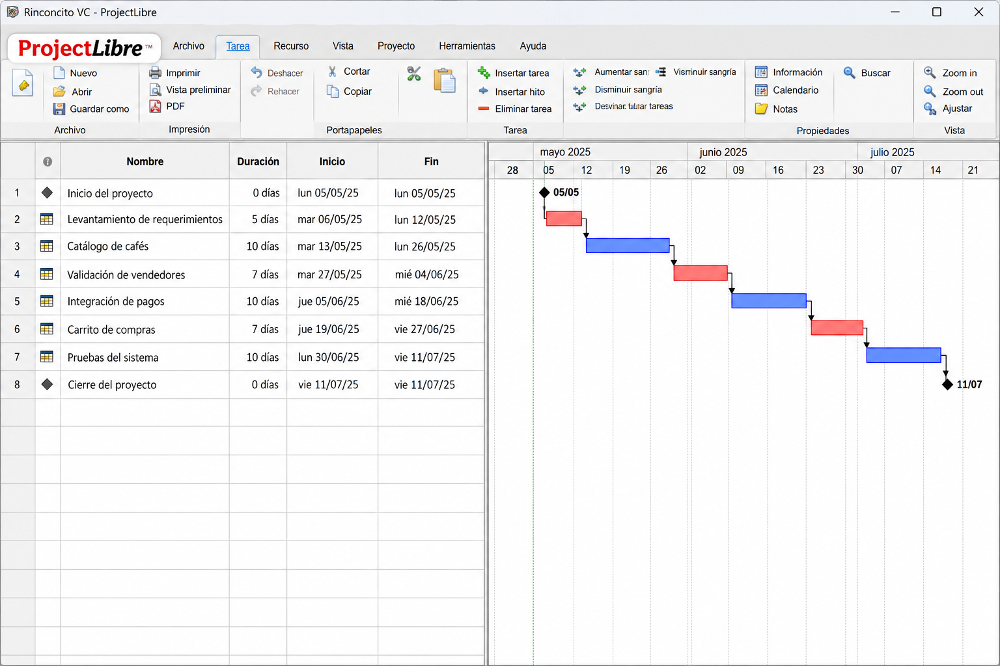 Rinconcito VC - ProjectLibre
ProjectLibre™
Archivo Tarea Recurso Vista Proyecto Herramientas Ayuda
Nuevo
Abrir
Guardar como
Archivo
Imprimir
Vista preliminar
PDF
Impresión
Deshacer
Rehacer
Cortar
Copiar
Portapapeles
Insertar tarea
Insertar hito
Eliminar tarea
Tarea
Aumentar san
Disminuir sangría
tareas
sangría
Información
Calendario
Notas
Buscar
Propiedades
Zoom in
Zoom out
Ajustar
Vista
Nombre Duración Inicio Fin
1 Inicio del proyecto 0 días lun 05/05/25 lun 05/05/25
2 Levantamiento de requerimientos 5 días mar 06/05/25 lun 12/05/25
3 Catálogo de cafés 10 días mar 13/05/25 lun 26/05/25
4 Validación de vendedores 7 días mar 27/05/25 mié 04/06/25
5 Integración de pagos 10 días jue 05/06/25 mié 18/06/25
6 Carrito de compras 7 días jue 19/06/25 vie 27/06/25
7 Pruebas del sistema 10 días lun 30/06/25 vie 11/07/25
8 Cierre del proyecto 0 días vie 11/07/25 vie 11/07/25
mayo 2025 junio 2025 julio 2025
28 05 12 19 26 02 09 16 23 30 07 14 21
05/05
11/07